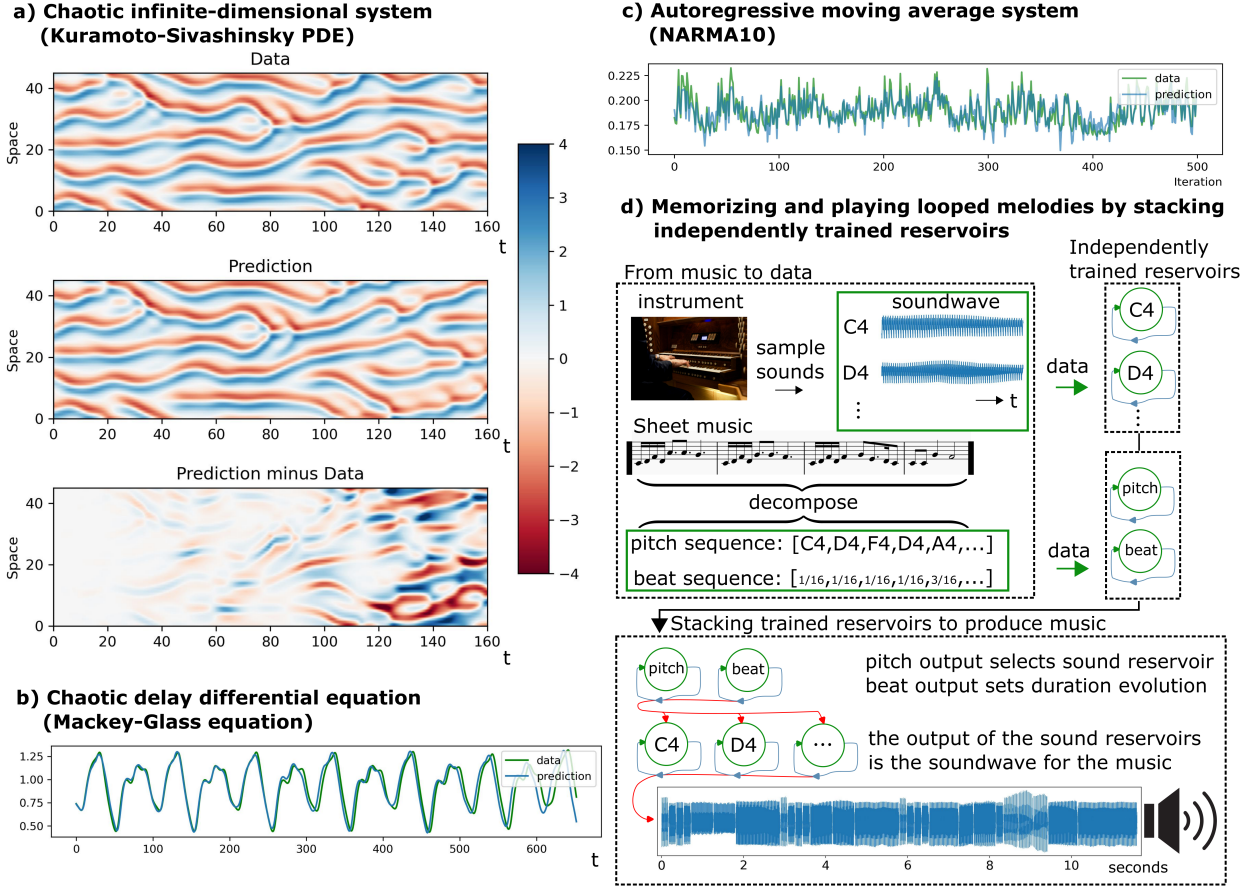 a) Chaotic infinite-dimensional system
(Kuramoto-Sivashinsky PDE)
Data
Space
40
20
0
0 20 40 60 80 100 120 140 160
t
Prediction
Space
40
20
0
0 20 40 60 80 100 120 140 160
t
Prediction minus Data
Space
40
20
0
0 20 40 60 80 100 120 140 160
t
4
3
2
1
0
−1
−2
−3
−4
b) Chaotic delay differential equation
(Mackey-Glass equation)
1.25
1.00
0.75
0.50
data
prediction
0 100 200 300 400 500 600
t
c) Autoregressive moving average system
(NARMA10)
0.225
0.200
0.175
0.150
data
prediction
0 100 200 300 400 500
Iteration
d) Memorizing and playing looped melodies by stacking
independently trained reservoirs
From music to data
instrument
sample
sounds
soundwave
C4
D4
⋮
t
Sheet music
decompose
pitch sequence: [C4,D4,F4,D4,A4,...]
beat sequence: [1/16,1/16,1/16,1/16,3/16,...]
data
data
Independently
trained reservoirs
C4
D4
⋮
pitch
beat
Stacking trained reservoirs to produce music
pitch beat
pitch output selects sound reservoir
beat output sets duration evolution
C4 D4 ...
the output of the sound reservoirs
is the soundwave for the music
0 2 4 6 8 10
seconds